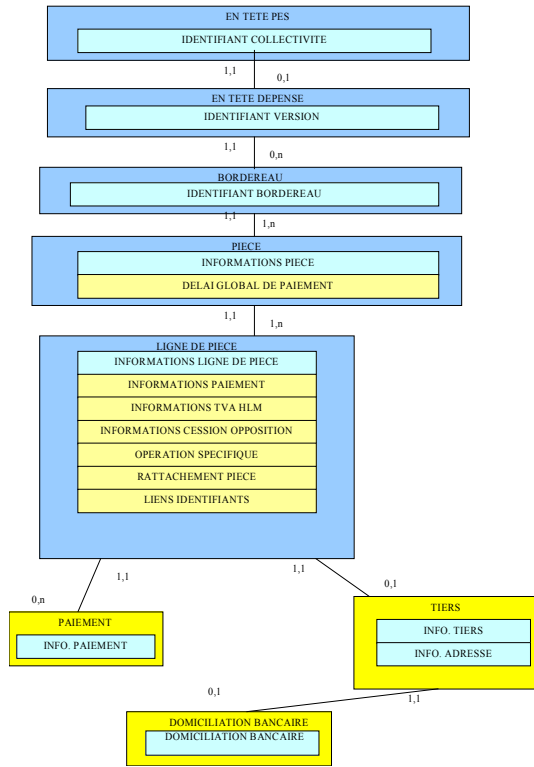 EN TETE PES
IDENTIFIANT COLLECTIVITE
1,1
0,1
EN TETE DEPENSE
IDENTIFIANT VERSION
1,1
0,n
BORDEREAU
IDENTIFIANT BORDEREAU
1,1
1,n
PIECE
INFORMATIONS PIECE
DELAI GLOBAL DE PAIEMENT
1,1
1,n
LIGNE DE PIECE
INFORMATIONS LIGNE DE PIECE
INFORMATIONS PAIEMENT
INFORMATIONS TVA HLM
INFORMATIONS CESSION OPPOSITION
OPERATION SPECIFIQUE
RATTACHEMENT PIECE
LIENS IDENTIFIANTS
1,1
1,1
0,n
0,1
PAIEMENT
INFO. PAIEMENT
TIERS
INFO. TIERS
INFO. ADRESSE
0,1
1,1
DOMICILIATION BANCAIRE
DOMICILIATION BANCAIRE